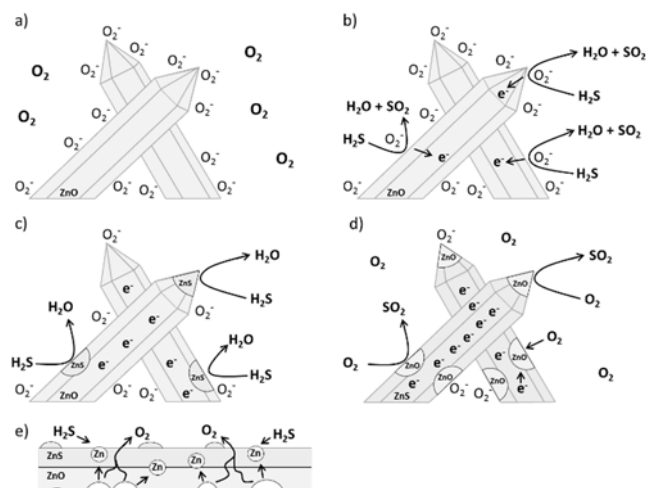 a)
O₂⁻
O₂⁻ O₂⁻
O₂
O₂
O₂⁻ O₂⁻
O₂⁻
O₂⁻ O₂⁻
O₂
O₂
O₂⁻
O₂⁻
O₂⁻
O₂⁻
O₂
O₂⁻
ZnO
O₂⁻ O₂⁻
O₂⁻
b)
O₂⁻
O₂⁻ O₂⁻
H₂O + SO₂
O₂⁻ O₂⁻
O₂⁻
e⁻
H₂S
H₂O + SO₂
O₂⁻ O₂⁻
H₂O + SO₂
H₂S
O₂⁻
e⁻
e⁻
O₂⁻
H₂S
O₂⁻
ZnO
O₂⁻ O₂⁻
O₂⁻
c)
O₂⁻
H₂O
ZnS
e⁻
H₂S
H₂O
e⁻
O₂⁻
H₂O
e⁻
H₂S
ZnS
e⁻
ZnS
H₂S
O₂⁻
ZnO
O₂⁻
e⁻
O₂⁻
d)
O₂⁻
O₂
O₂
ZnO
SO₂
ZnO
e⁻
O₂
SO₂
e⁻
e⁻
e⁻
e⁻
O₂⁻
O₂
O₂
ZnO
e⁻
e⁻
ZnO
e⁻
ZnO
ZnO
e⁻
O₂
ZnS
O₂⁻
O₂⁻
e)
H₂S O₂ O₂ H₂S
ZnS Zn Zn Zn
ZnO Zn